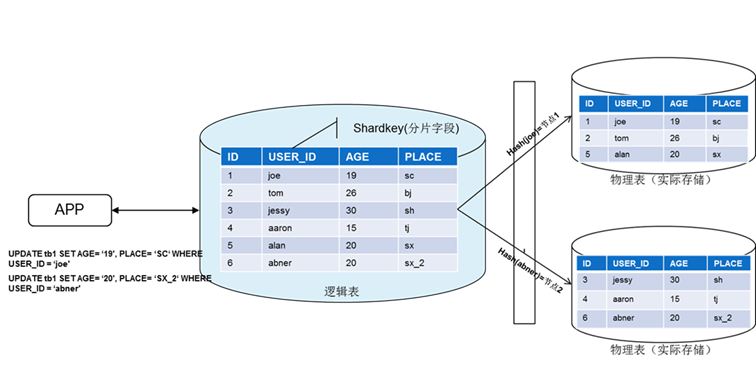 APP
UPDATE tb1 SET AGE= ‘19’, PLACE= ‘SC‘ WHERE
USER_ID = ‘joe’
UPDATE tb1 SET AGE= ‘20’, PLACE= ‘SX_2‘ WHERE
USER_ID = ‘abner’
Shardkey(分片字段)
ID USER_ID AGE PLACE
1 joe 19 sc
2 tom 26 bj
3 jessy 30 sh
4 aaron 15 tj
5 alan 20 sx
6 abner 20 sx_2
逻辑表
Hash(joe)=节点1
Hash(abner)=节点2
ID USER_ID AGE PLACE
1 joe 19 sc
2 tom 26 bj
5 alan 20 sx
物理表（实际存储）
ID USER_ID AGE PLACE
3 jessy 30 sh
4 aaron 15 tj
6 abner 20 sx_2
物理表（实际存储）